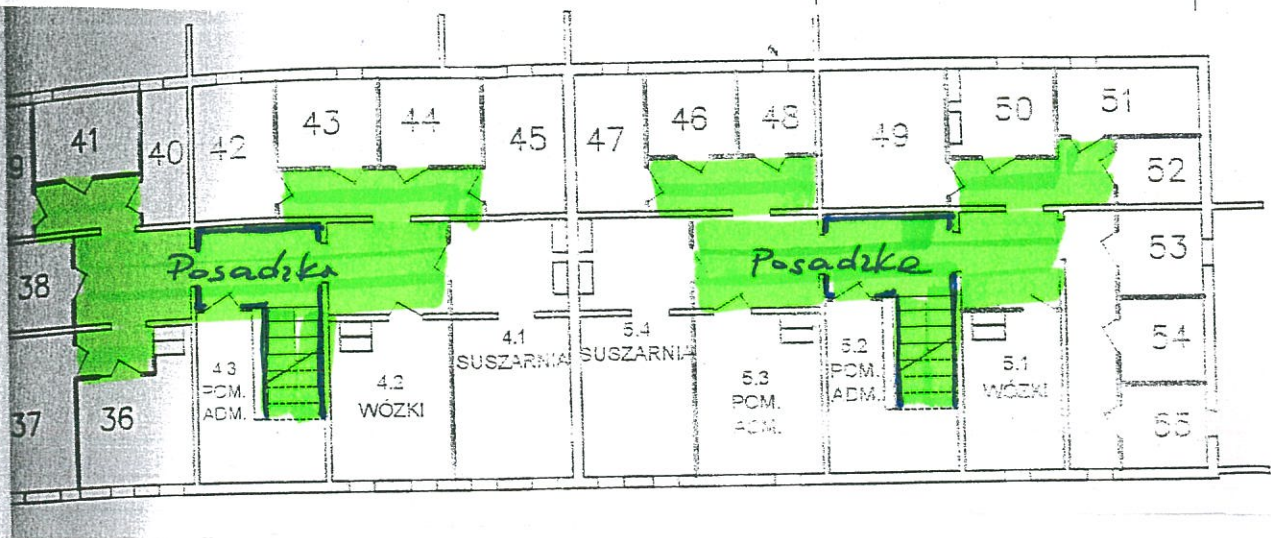 41
40
42
43
44
45
47
46
48
49
50
51
9
52
38
Posadzka
Posadzka
53
54
37
36
4.3
POM.
ADM.
4.2
WÓZKI
4.1
SUSZARNIA
5.4
SUSZARNIA
5.3
POM.
ADM.
5.2
POM.
ADM.
5.1
WÓZKI